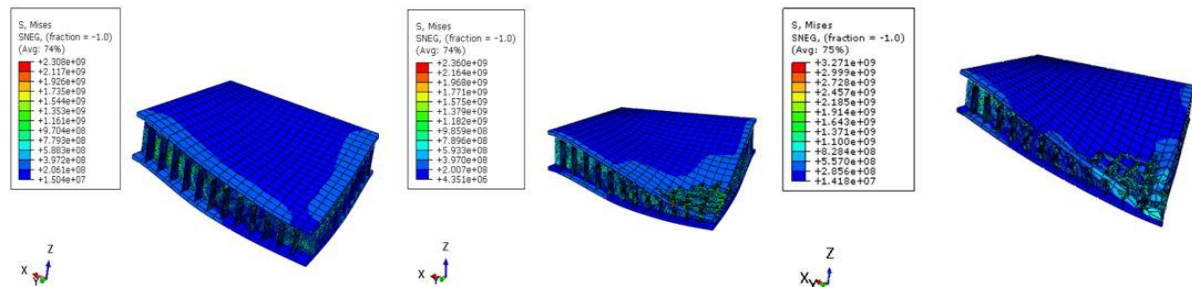 S, Mises
SNEG, (fraction = -1.0)
(Avg: 74%)
+2.308e+09
+2.117e+09
+1.926e+09
+1.735e+09
+1.544e+09
+1.353e+09
+1.161e+09
+9.704e+08
+7.793e+08
+5.883e+08
+3.972e+08
+2.061e+08
+1.504e+07
Z
X
Y
S, Mises
SNEG, (fraction = -1.0)
(Avg: 74%)
+2.360e+09
+2.164e+09
+1.968e+09
+1.771e+09
+1.575e+09
+1.379e+09
+1.182e+09
+9.859e+08
+7.896e+08
+5.933e+08
+3.970e+08
+2.007e+08
+4.351e+06
Z
X
Y
S, Mises
SNEG, (fraction = -1.0)
(Avg: 75%)
+3.271e+09
+2.999e+09
+2.728e+09
+2.457e+09
+2.185e+09
+1.914e+09
+1.643e+09
+1.371e+09
+1.100e+09
+8.284e+08
+5.570e+08
+2.856e+08
+1.418e+07
Z
X
Y